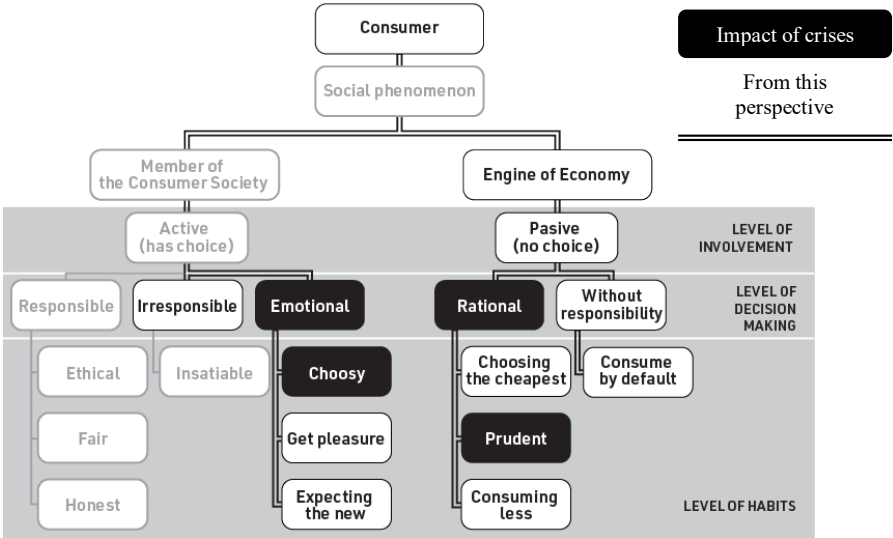 Consumer
Impact of crises
Social phenomenon
From this
perspective
Member of
the Consumer Society
Engine of Economy
Active
(has choice)
Pasive
(no choice)
LEVEL OF
INVOLVEMENT
Responsible
Irresponsible
Emotional
Rational
Without
responsibility
LEVEL OF
DECISION
MAKING
Ethical
Insatiable
Choosy
Choosing
the cheapest
Consume
by default
Fair
Get pleasure
Prudent
Honest
Expecting
the new
Consuming
less
LEVEL OF HABITS